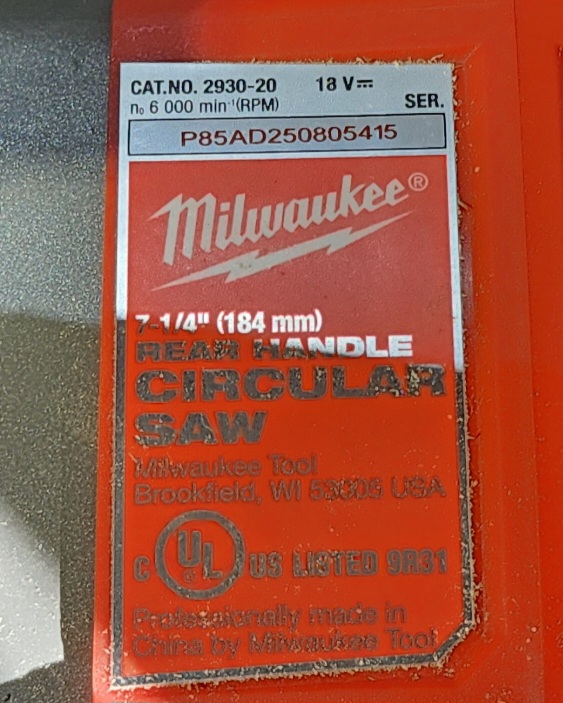 CAT.NO. 2930-20 18 V⎓
n₀ 6 000 min⁻¹(RPM) SER.
P85AD250805415
Milwaukee®
7-1/4" (184 mm)
REAR HANDLE
CIRCULAR
SAW
Milwaukee Tool
Brookfield, WI 53005 USA
C UL® US LISTED 9R31
Professionally made in
China by Milwaukee Tool